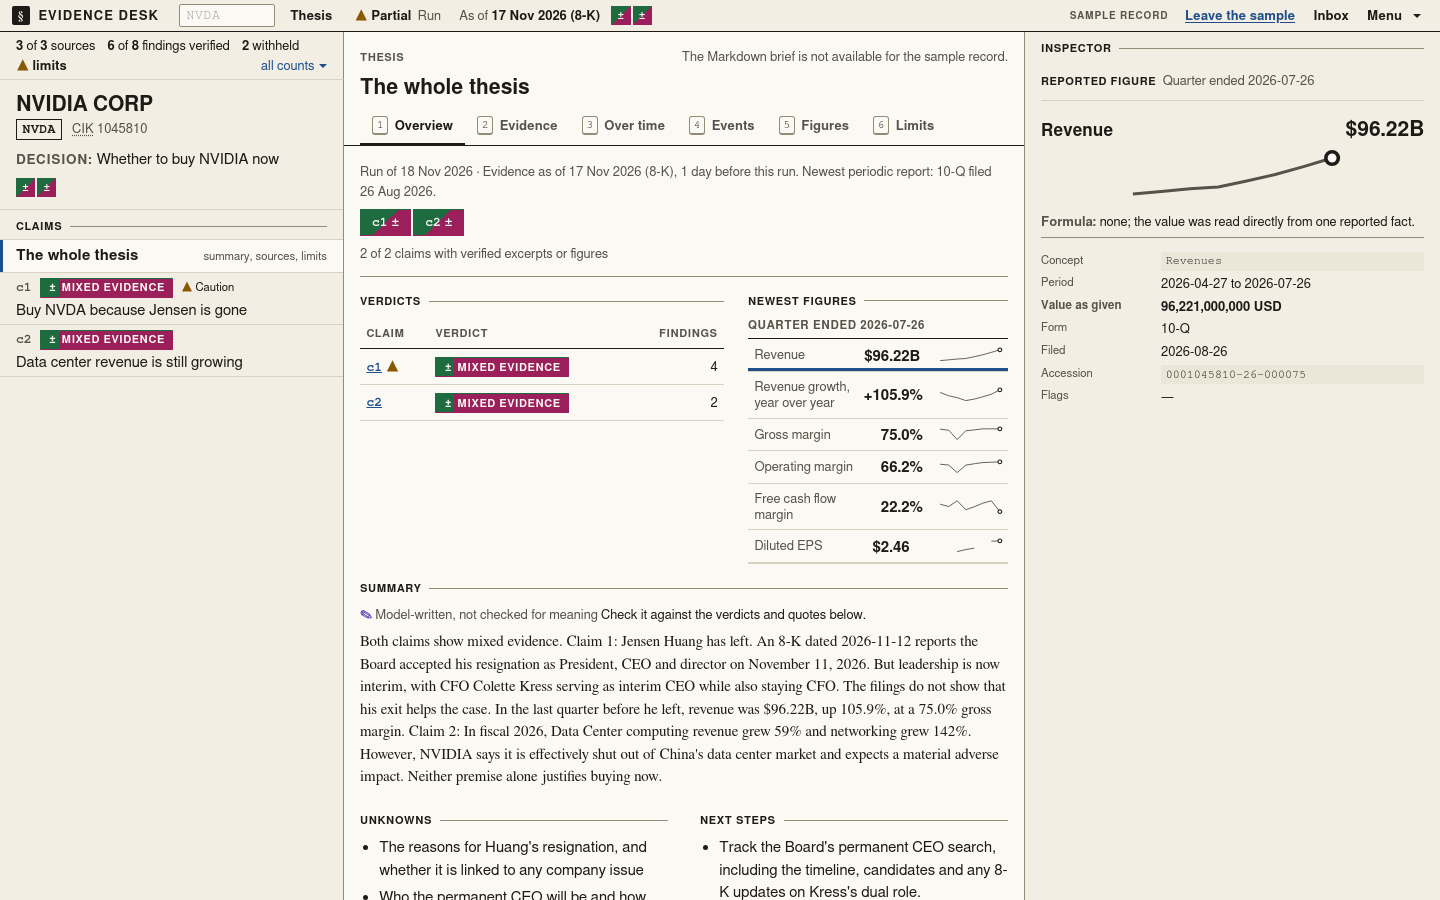 § EVIDENCE DESK NVDA Thesis Partial Run As of 17 Nov 2026 (8-K) ± ± SAMPLE RECORD Leave the sample Inbox Menu
3 of 3 sources 6 of 8 findings verified 2 withheld
limits all counts
NVIDIA CORP
NVDA CIK 1045810
DECISION: Whether to buy NVIDIA now
± ±
CLAIMS
The whole thesis summary, sources, limits
c1 ± MIXED EVIDENCE Caution
Buy NVDA because Jensen is gone
c2 ± MIXED EVIDENCE
Data center revenue is still growing
THESIS The Markdown brief is not available for the sample record.
The whole thesis
1 Overview 2 Evidence 3 Over time 4 Events 5 Figures 6 Limits
Run of 18 Nov 2026 · Evidence as of 17 Nov 2026 (8-K), 1 day before this run. Newest periodic report: 10-Q filed
26 Aug 2026.
c1 ± c2 ±
2 of 2 claims with verified excerpts or figures
VERDICTS
CLAIM VERDICT FINDINGS
c1 ± MIXED EVIDENCE 4
c2 ± MIXED EVIDENCE 2
NEWEST FIGURES
QUARTER ENDED 2026-07-26
Revenue $96.22B
Revenue growth,
year over year +105.9%
Gross margin 75.0%
Operating margin 66.2%
Free cash flow
margin 22.2%
Diluted EPS $2.46
SUMMARY
✎ Model-written, not checked for meaning Check it against the verdicts and quotes below.
Both claims show mixed evidence. Claim 1: Jensen Huang has left. An 8-K dated 2026-11-12 reports the
Board accepted his resignation as President, CEO and director on November 11, 2026. But leadership is now
interim, with CFO Colette Kress serving as interim CEO while also staying CFO. The filings do not show that
his exit helps the case. In the last quarter before he left, revenue was $96.22B, up 105.9%, at a 75.0% gross
margin. Claim 2: In fiscal 2026, Data Center computing revenue grew 59% and networking grew 142%.
However, NVIDIA says it is effectively shut out of China's data center market and expects a material adverse
impact. Neither premise alone justifies buying now.
UNKNOWNS
• The reasons for Huang's resignation, and
whether it is linked to any company issue
• Who the permanent CEO will be and how
NEXT STEPS
• Track the Board's permanent CEO search,
including the timeline, candidates and any 8-
K updates on Kress's dual role.
INSPECTOR
REPORTED FIGURE Quarter ended 2026-07-26
Revenue $96.22B
Formula: none; the value was read directly from one reported fact.
Concept Revenues
Period 2026-04-27 to 2026-07-26
Value as given 96,221,000,000 USD
Form 10-Q
Filed 2026-08-26
Accession 0001045810-26-000075
Flags —